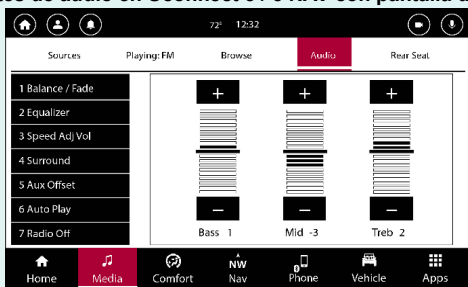 72° 12:32
Sources Playing: FM Browse Audio Rear Seat
1 Balance / Fade
2 Equalizer
3 Speed Adj Vol
4 Surround
5 Aux Offset
6 Auto Play
7 Radio Off
+ + +
– – –
Bass 1 Mid -3 Treb 2
NW
Home Media Comfort Nav Phone Vehicle Apps